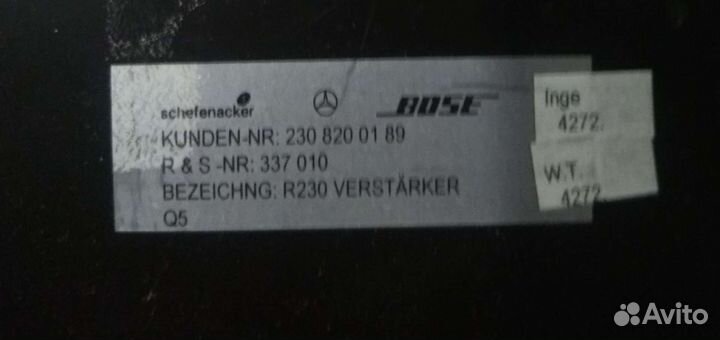 schefenacker
BOSE
KUNDEN-NR: 230 820 01 89
R & S -NR: 337 010
BEZEICHNG: R230 VERSTÄRKER
Q5
Inge
4272.
W.T.
4272.
Avito